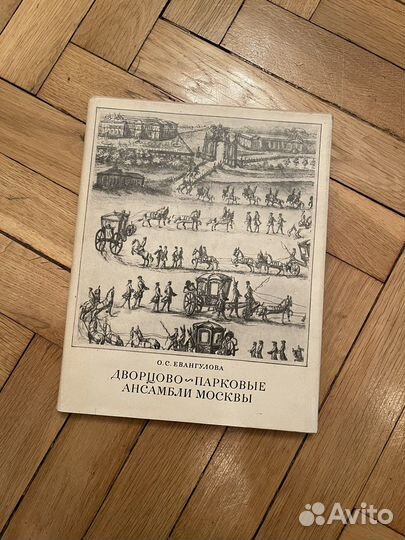 О.С. ЕВАНГУЛОВА
ДВОРЦОВО~ПАРКОВЫЕ
АНСАМБЛИ МОСКВЫ
Avito